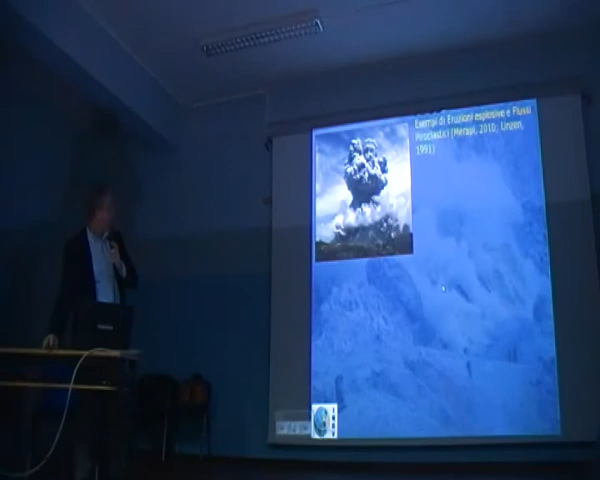 Esempi di Eruzioni esplosive e Flussi
Piroclastici (Merapi, 2010; Unzen,
1991)